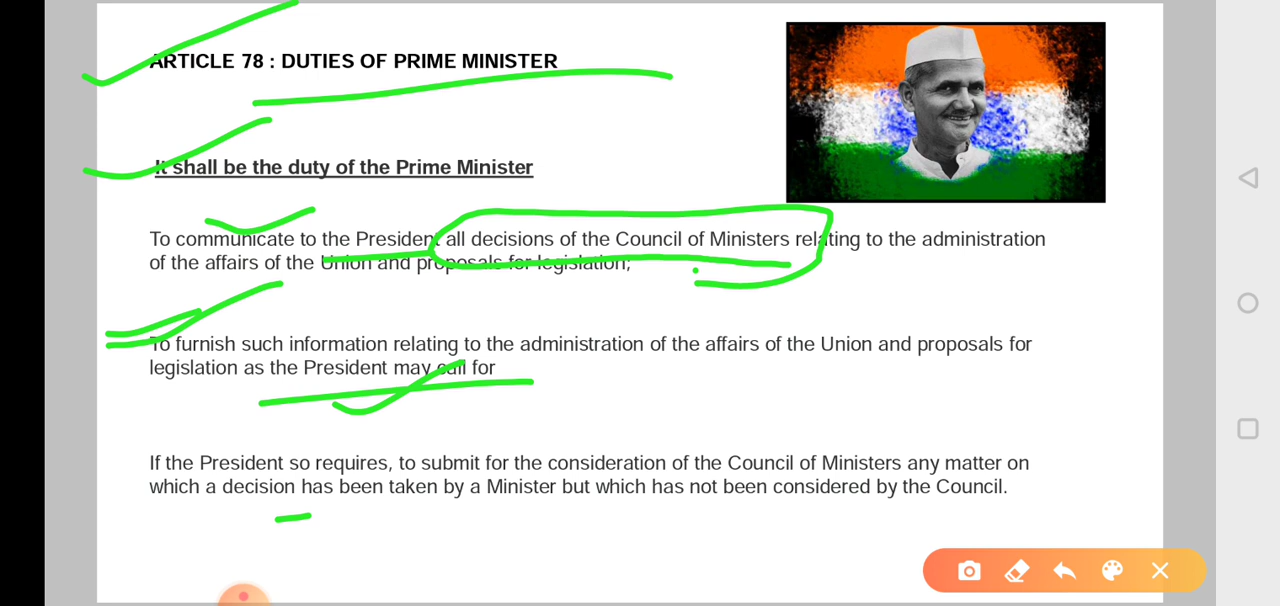 ARTICLE 78 : DUTIES OF PRIME MINISTER
It shall be the duty of the Prime Minister
To communicate to the President all decisions of the Council of Ministers relating to the administration
of the affairs of the Union and proposals for legislation;
To furnish such information relating to the administration of the affairs of the Union and proposals for
legislation as the President may call for
If the President so requires, to submit for the consideration of the Council of Ministers any matter on
which a decision has been taken by a Minister but which has not been considered by the Council.